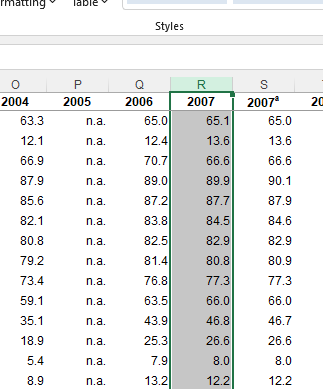 rmatting Table
Styles
O P Q R S
2004 2005 2006 2007 2007ª 20
63.3 n.a. 65.0 65.1 65.0
12.1 n.a. 12.4 13.6 13.6
66.9 n.a. 70.7 66.6 66.6
87.9 n.a. 89.0 89.9 90.1
85.6 n.a. 87.2 87.7 87.9
82.1 n.a. 83.8 84.5 84.6
80.8 n.a. 82.5 82.9 82.9
79.2 n.a. 81.4 80.8 80.9
73.4 n.a. 76.8 77.3 77.3
59.1 n.a. 63.5 66.0 66.0
35.1 n.a. 43.9 46.8 46.7
18.9 n.a. 25.3 26.6 26.6
5.4 n.a. 7.9 8.0 8.0
8.9 n.a. 13.2 12.2 12.2